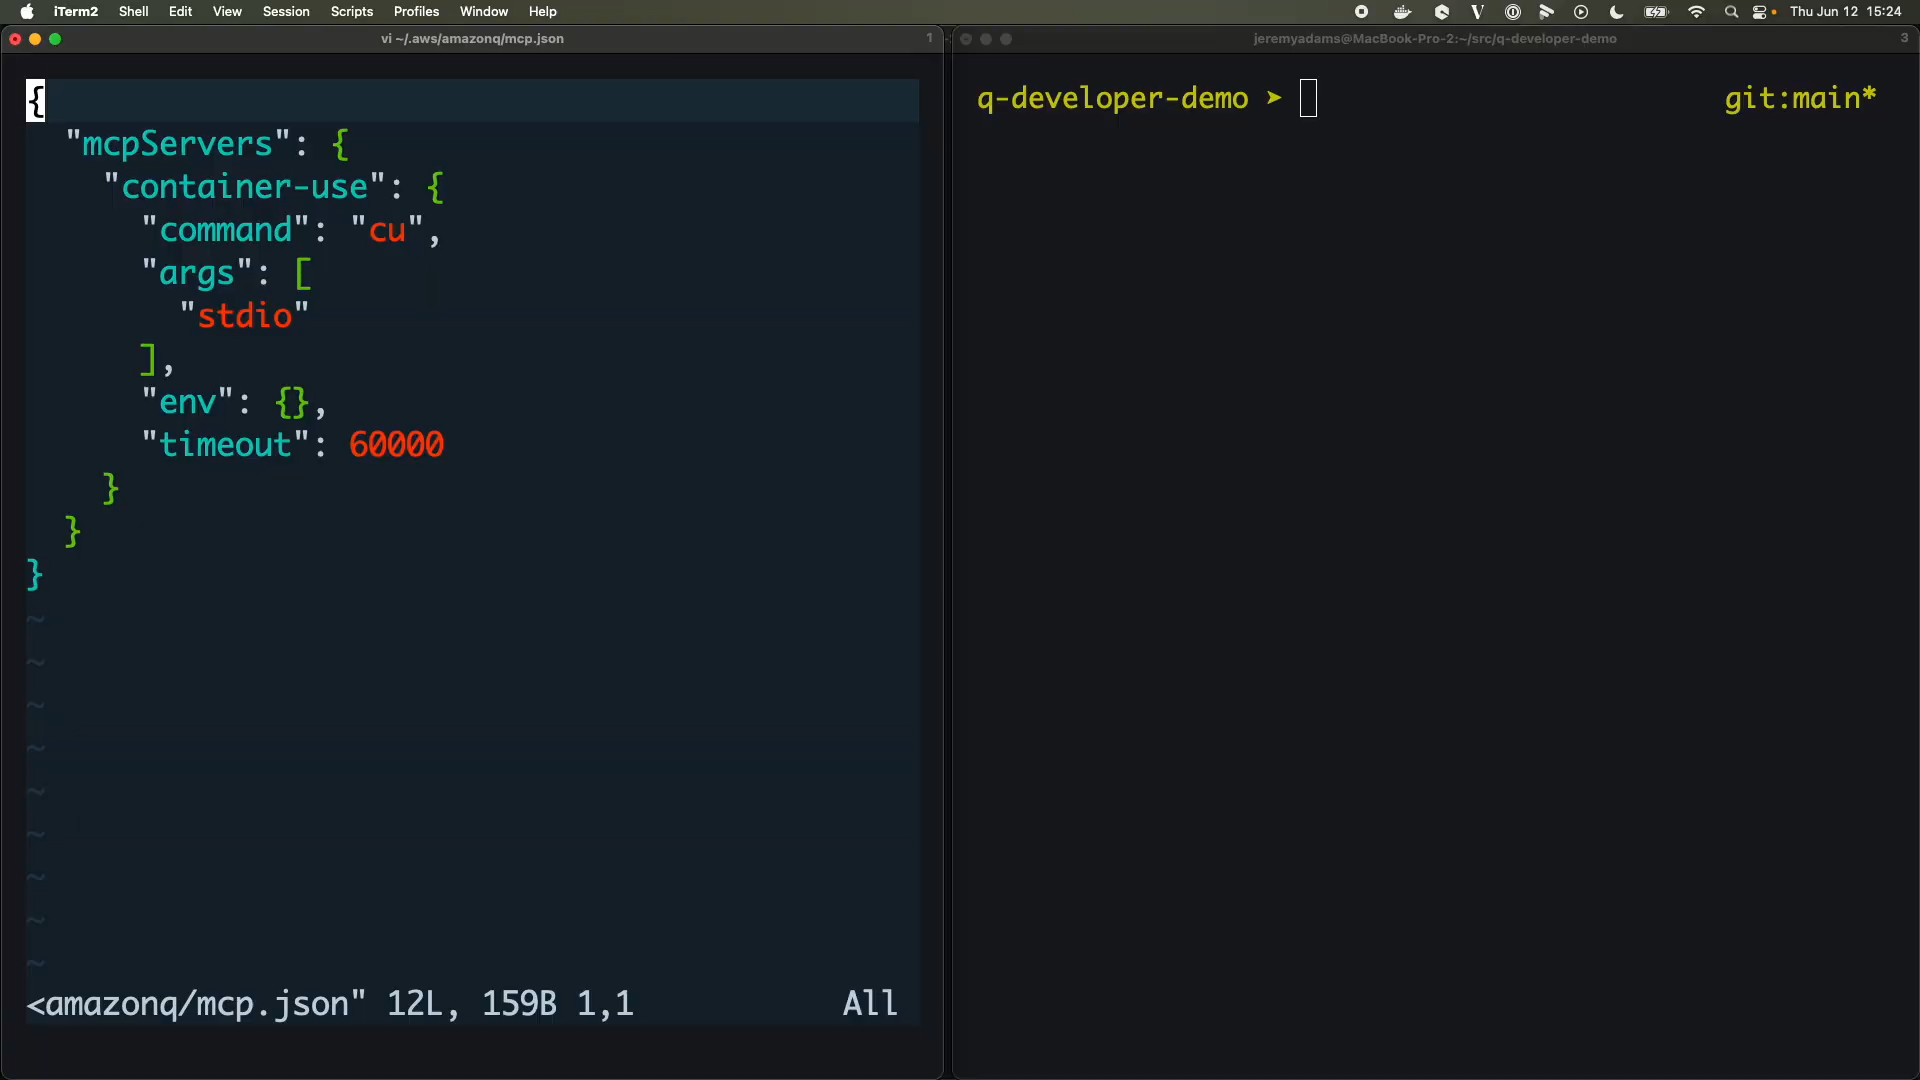 iTerm2 Shell Edit View Session Scripts Profiles Window Help Thu Jun 12 15:24
vi ~/.aws/amazonq/mcp.json 1
{
  "mcpServers": {
    "container-use": {
      "command": "cu",
      "args": [
        "stdio"
      ],
      "env": {},
      "timeout": 60000
    }
  }
}
~
~
~
~
~
~
~
~
~
<amazonq/mcp.json" 12L, 159B 1,1 All
jeremyadams@MacBook-Pro-2:~/src/q-developer-demo 3
q-developer-demo ➤ git:main*